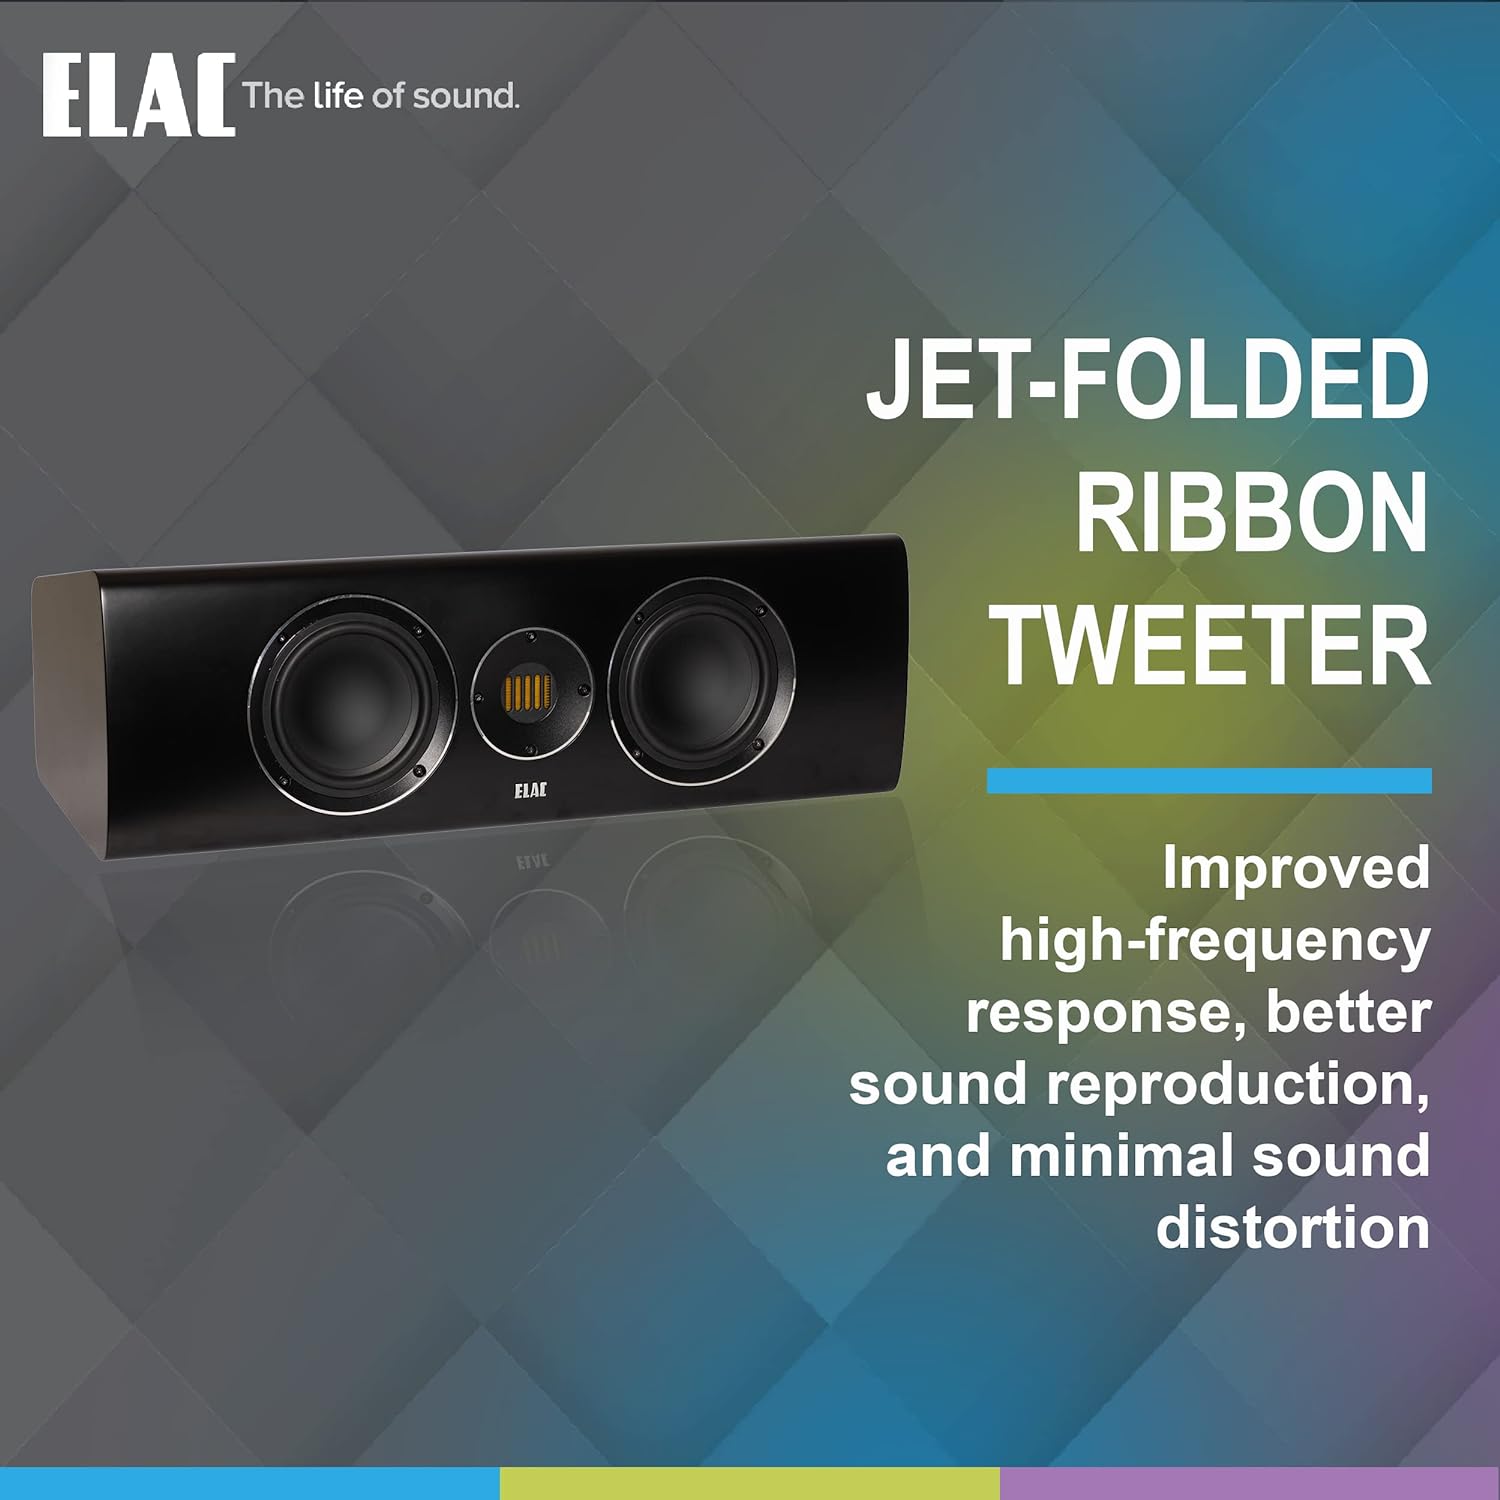 ELAC The life of sound.
JET-FOLDED
RIBBON
TWEETER
ELAC
Improved
high-frequency
response, better
sound reproduction,
and minimal sound
distortion